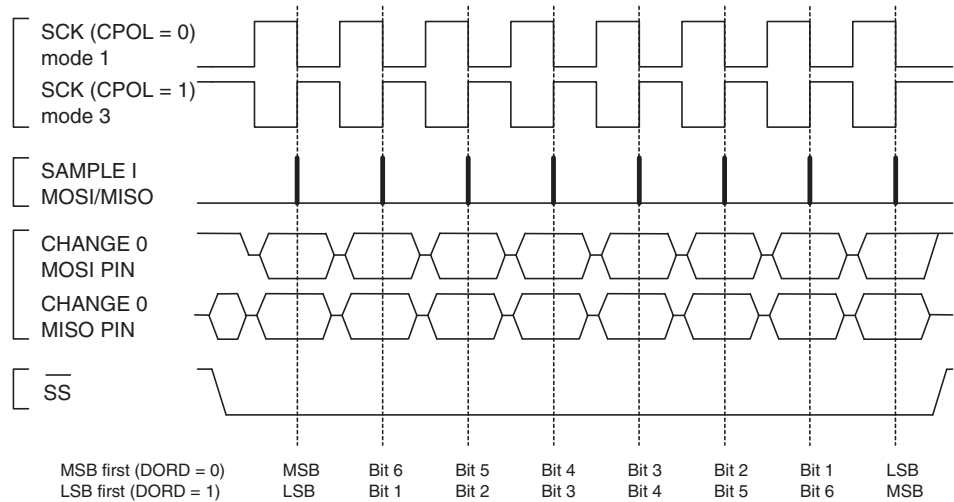 SCK (CPOL = 0)
mode 1
SCK (CPOL = 1)
mode 3
SAMPLE I
MOSI/MISO
CHANGE 0
MOSI PIN
CHANGE 0
MISO PIN
SS
MSB first (DORD = 0) MSB Bit 6 Bit 5 Bit 4 Bit 3 Bit 2 Bit 1 LSB
LSB first (DORD = 1) LSB Bit 1 Bit 2 Bit 3 Bit 4 Bit 5 Bit 6 MSB